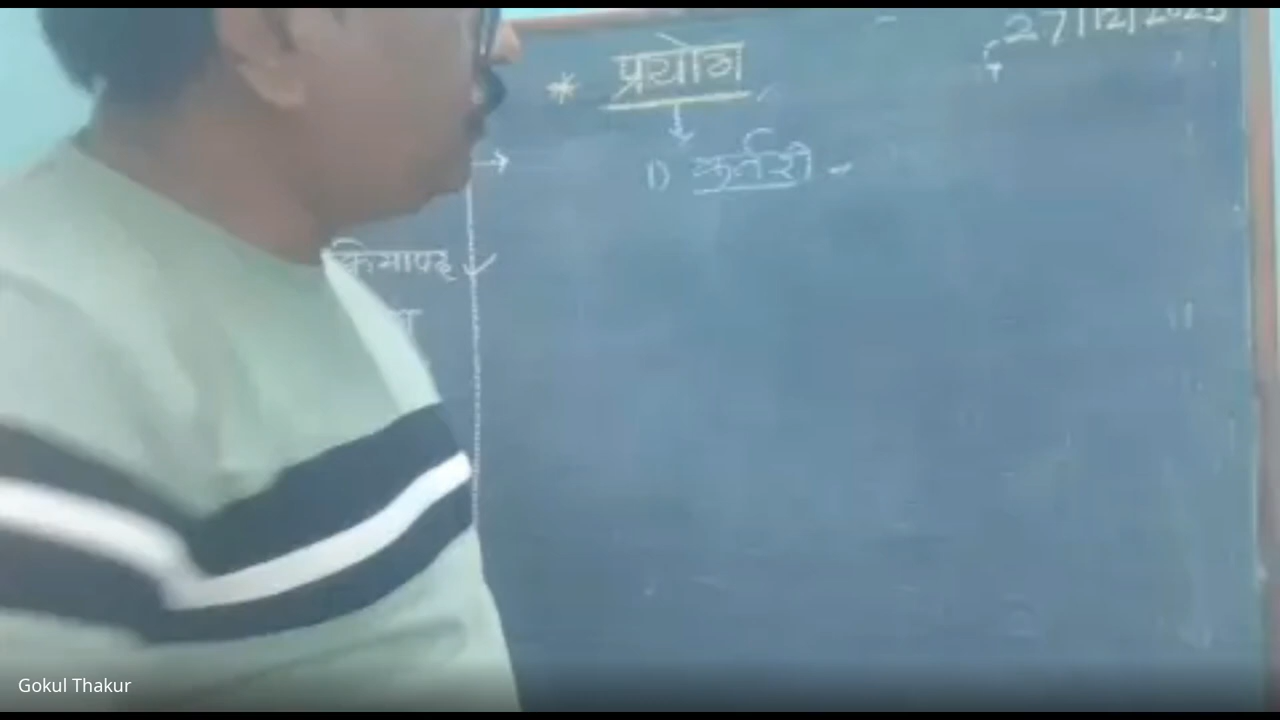 27/12/2025
* प्रयोग
1) कर्तरी -
क्रियापद
Gokul Thakur